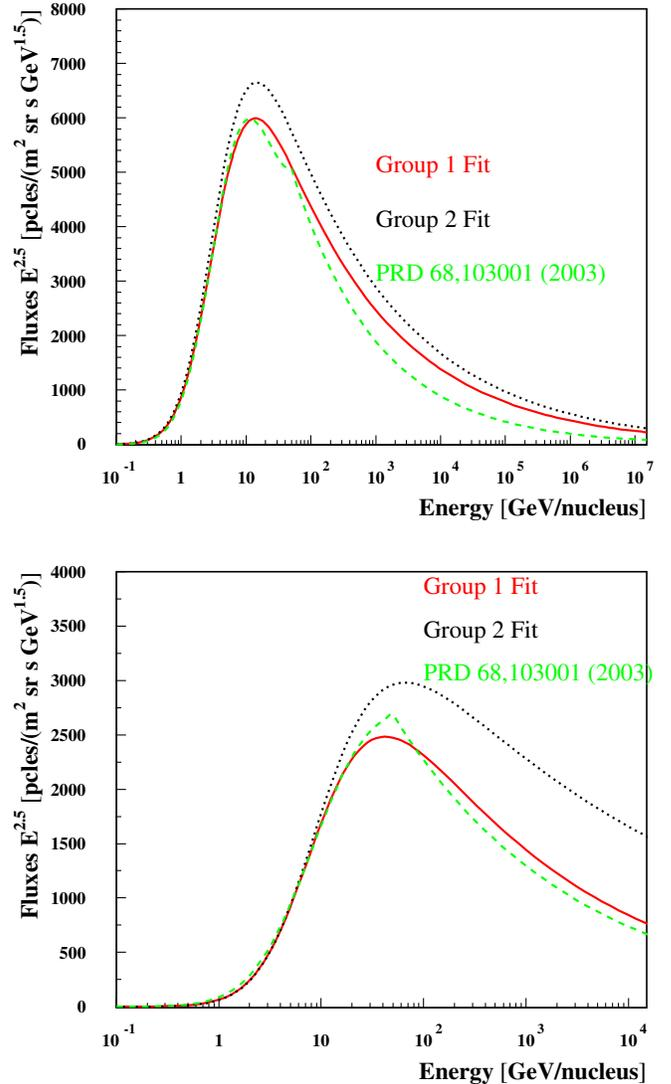 8000
7000
6000
5000
4000
3000
2000
1000
0
Fluxes E^2.5 [pcles/(m^2 sr s GeV^1.5)]
Group 1 Fit
Group 2 Fit
PRD 68,103001 (2003)
10^-1 1 10 10^2 10^3 10^4 10^5 10^6 10^7
Energy [GeV/nucleus]
4000
3500
3000
2500
2000
1500
1000
500
0
Fluxes E^2.5 [pcles/(m^2 sr s GeV^1.5)]
Group 1 Fit
Group 2 Fit
PRD 68,103001 (2003)
10^-1 1 10 10^2 10^3 10^4
Energy [GeV/nucleus]